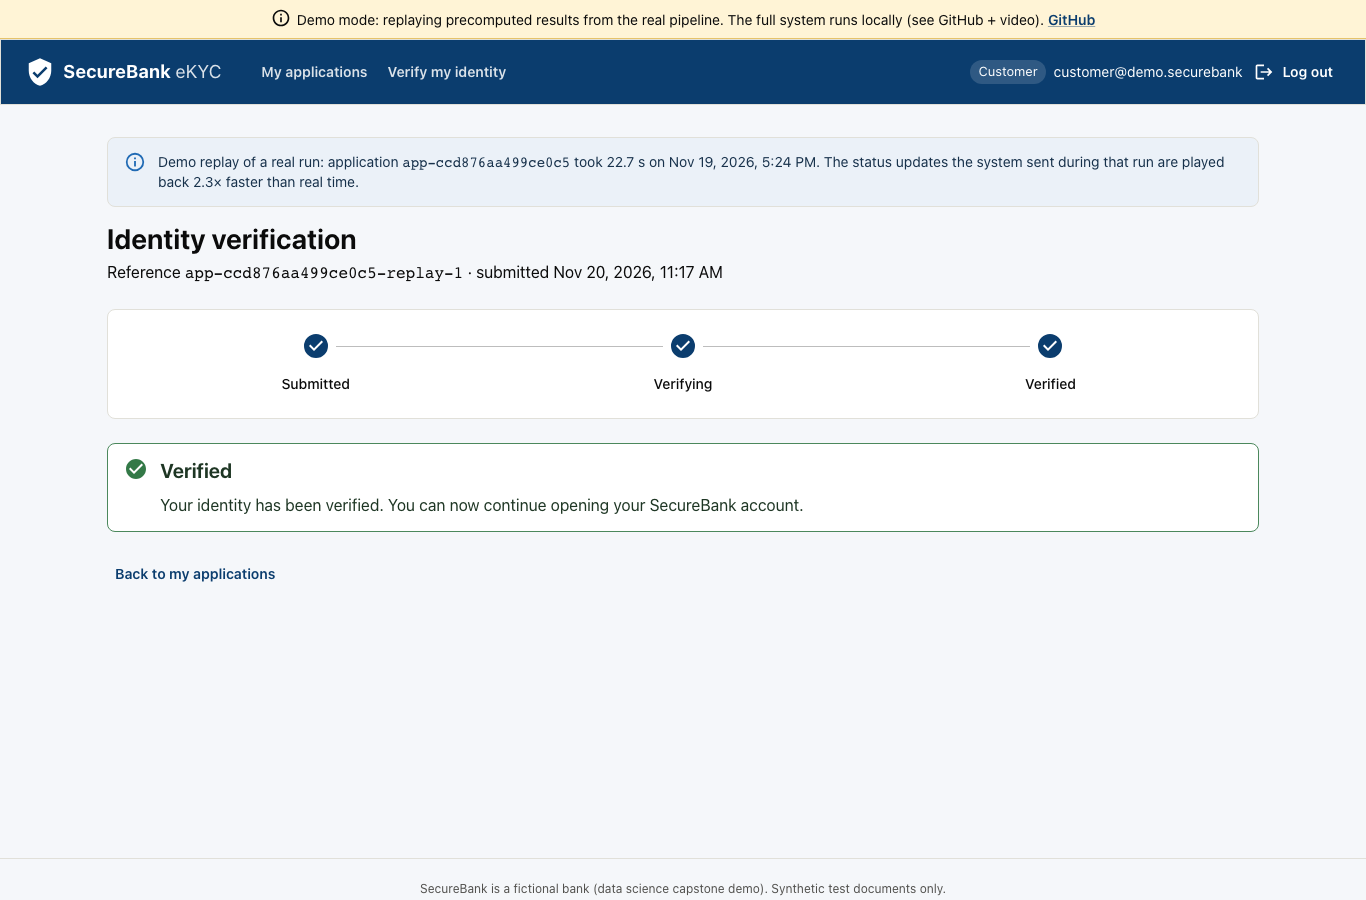 Demo mode: replaying precomputed results from the real pipeline. The full system runs locally (see GitHub + video). GitHub
SecureBank eKYC My applications Verify my identity Customer customer@demo.securebank Log out
Demo replay of a real run: application app-ccd876aa499ce0c5 took 22.7 s on Nov 19, 2026, 5:24 PM. The status updates the system sent during that run are played
back 2.3× faster than real time.
Identity verification
Reference app-ccd876aa499ce0c5-replay-1 · submitted Nov 20, 2026, 11:17 AM
Submitted Verifying Verified
Verified
Your identity has been verified. You can now continue opening your SecureBank account.
Back to my applications
SecureBank is a fictional bank (data science capstone demo). Synthetic test documents only.